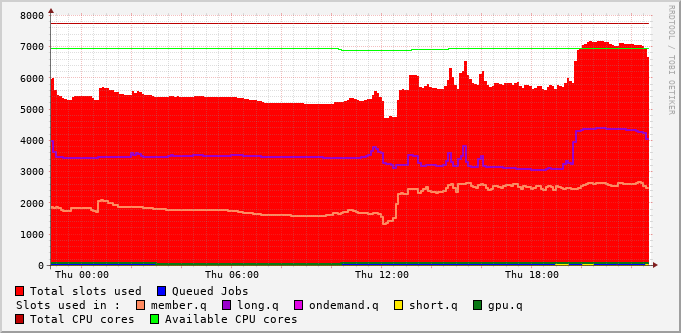 8000
7000
6000
5000
4000
3000
2000
1000
0
Thu 00:00 Thu 06:00 Thu 12:00 Thu 18:00
RRDTOOL / TOBI OETIKER
Total slots used Queued Jobs
Slots used in : member.q long.q ondemand.q short.q gpu.q
Total CPU cores Available CPU cores